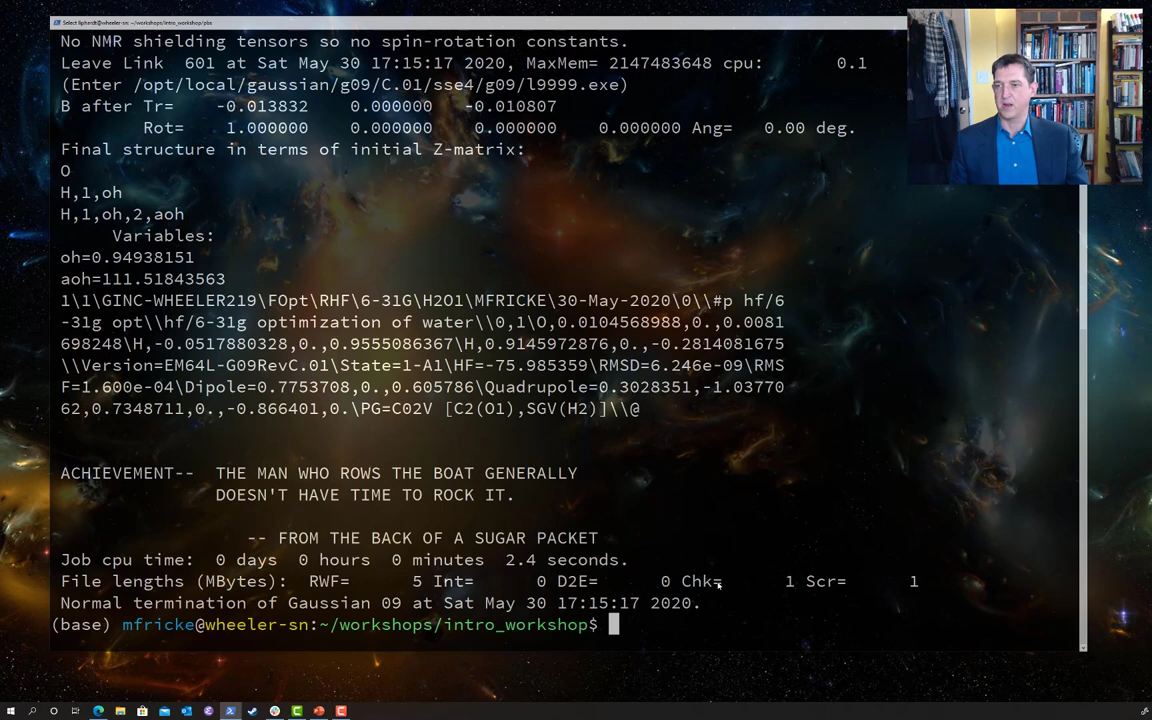 Select lliphardt@wheeler-sn: ~/workshops/intro_workshop/pbs
No NMR shielding tensors so no spin-rotation constants.
Leave Link  601 at Sat May 30 17:15:17 2020, MaxMem= 2147483648 cpu:       0.1
(Enter /opt/local/gaussian/g09/C.01/sse4/g09/l9999.exe)
B after Tr=    -0.013832    0.000000   -0.010807
Rot=    1.000000    0.000000    0.000000    0.000000 Ang=   0.00 deg.
Final structure in terms of initial Z-matrix:
O
H,1,oh
H,1,oh,2,aoh
Variables:
oh=0.94938151
aoh=111.51843563
1\1\GINC-WHEELER219\FOpt\RHF\6-31G\H2O1\MFRICKE\30-May-2020\0\\#p hf/6
-31g opt\\hf/6-31g optimization of water\\0,1\O,0.0104568988,0.,0.0081
698248\H,-0.0517880328,0.,0.9555086367\H,0.9145972876,0.,-0.2814081675
\\Version=EM64L-G09RevC.01\State=1-A1\HF=-75.985359\RMSD=6.246e-09\RMS
F=1.600e-04\Dipole=0.7753708,0.,0.605786\Quadrupole=0.3028351,-1.03770
62,0.7348711,0.,-0.866401,0.\PG=C02V [C2(O1),SGV(H2)]\\@
ACHIEVEMENT--  THE MAN WHO ROWS THE BOAT GENERALLY
DOESN'T HAVE TIME TO ROCK IT.
-- FROM THE BACK OF A SUGAR PACKET
Job cpu time:  0 days  0 hours  0 minutes  2.4 seconds.
File lengths (MBytes):  RWF=      5 Int=      0 D2E=      0 Chk=      1 Scr=      1
Normal termination of Gaussian 09 at Sat May 30 17:15:17 2020.
(base) mfricke@wheeler-sn:~/workshops/intro_workshop$